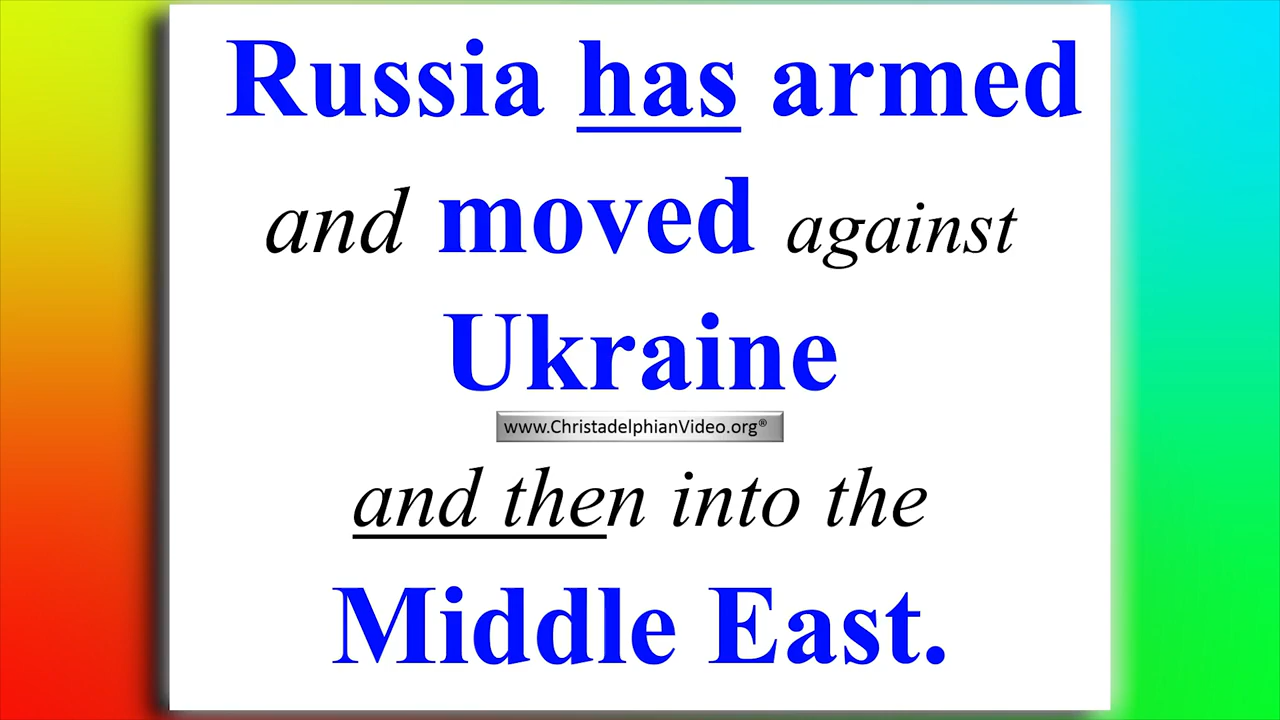 Russia has armed
and moved against
Ukraine
www.ChristadelphianVideo.org®
and then into the
Middle East.